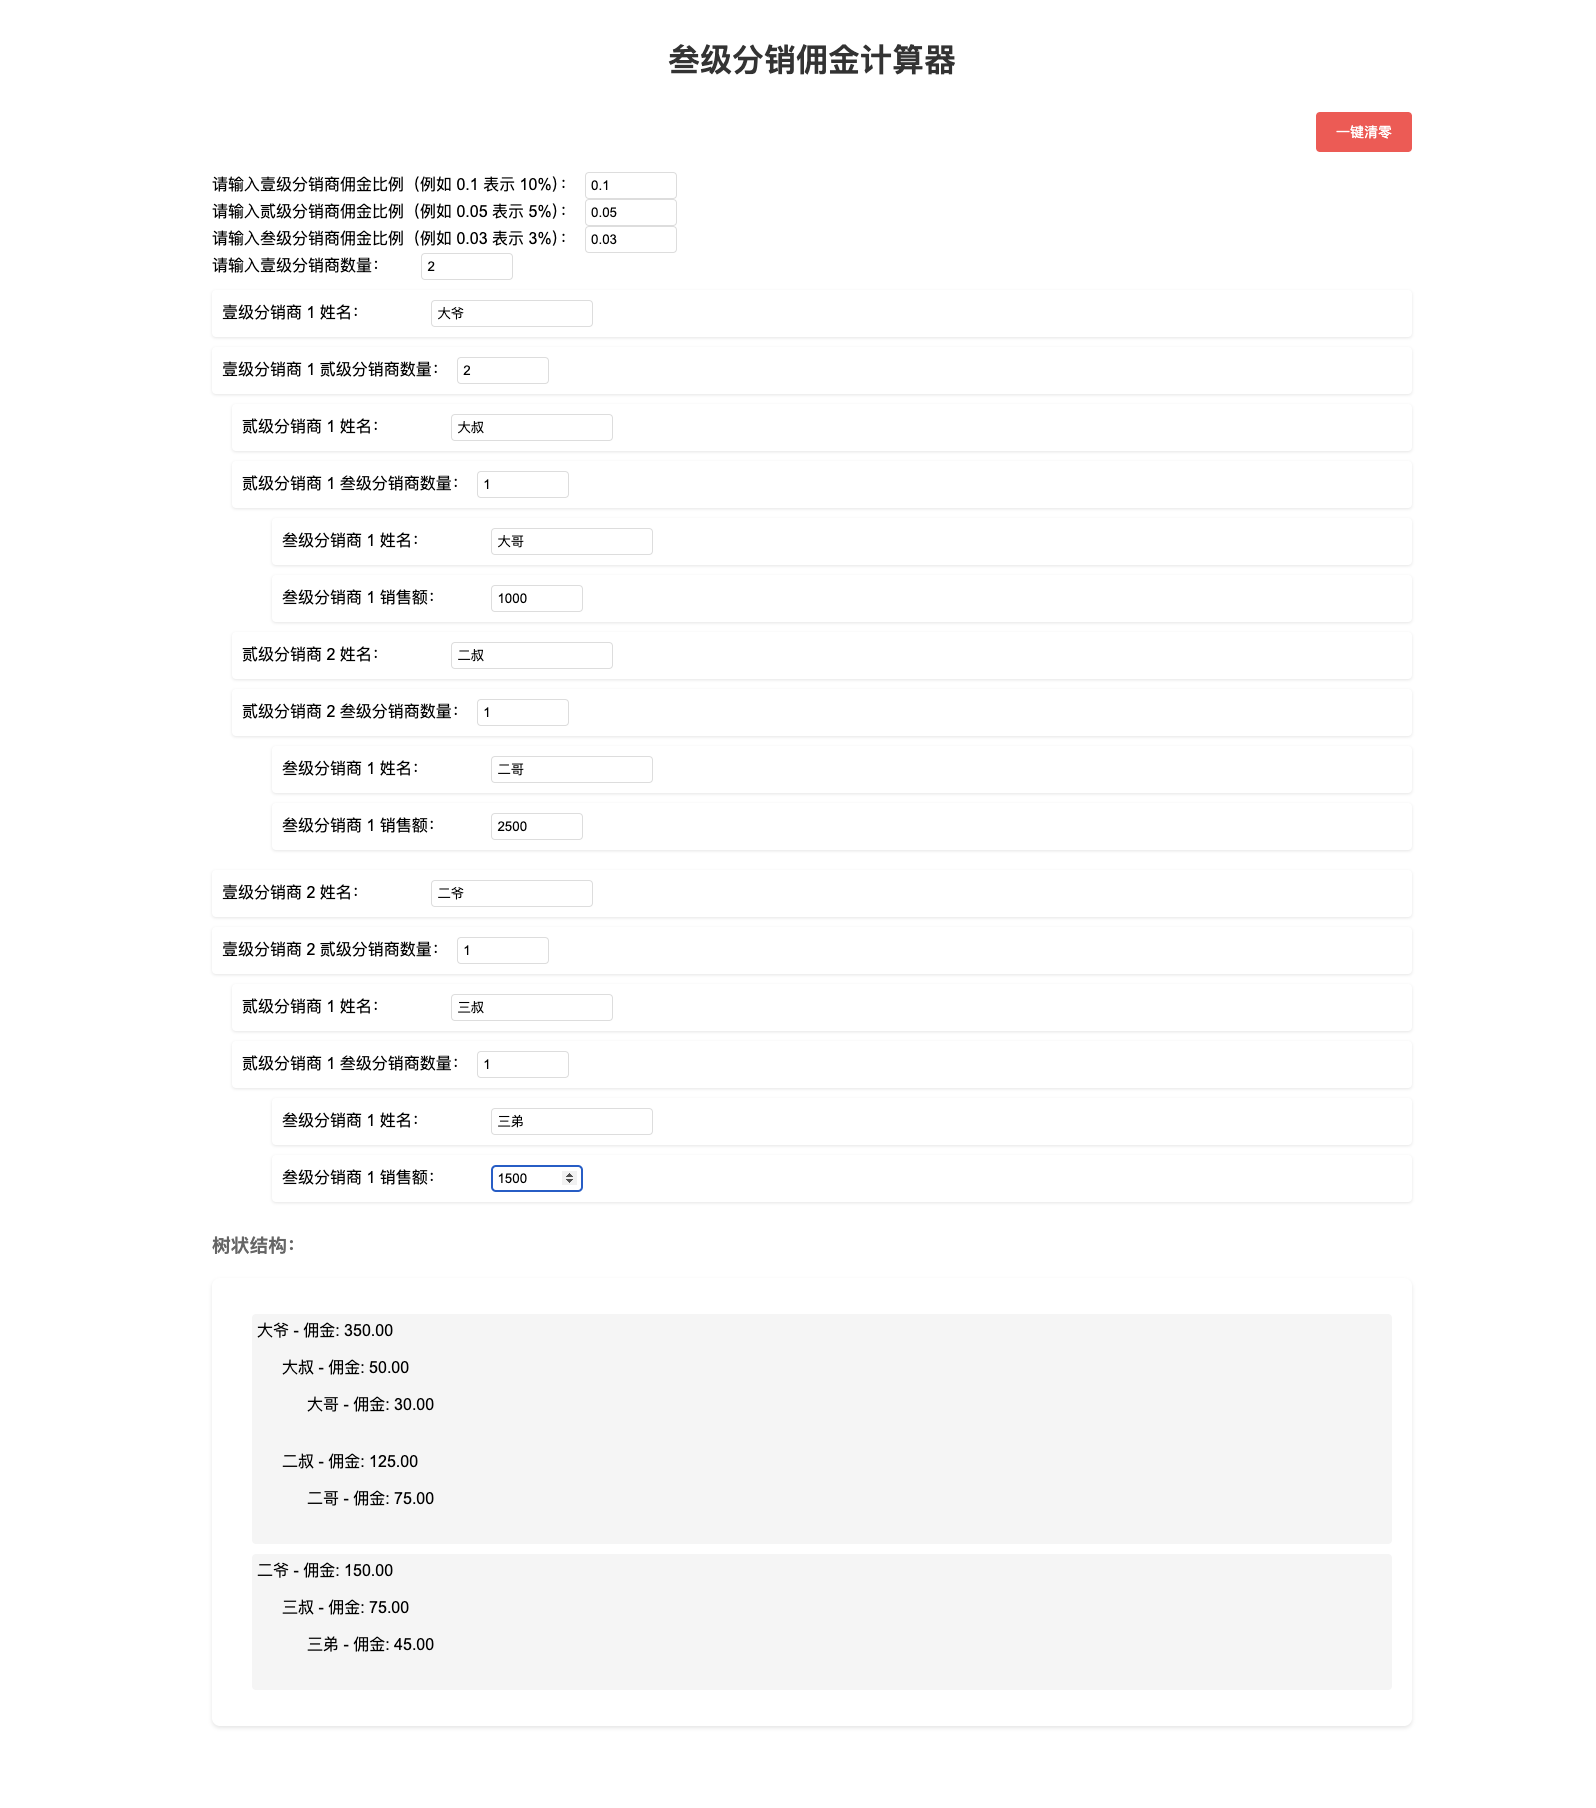 叁级分销佣金计算器
一键清零
请输入壹级分销商佣金比例（例如 0.1 表示 10%）： 0.1
请输入贰级分销商佣金比例（例如 0.05 表示 5%）： 0.05
请输入叁级分销商佣金比例（例如 0.03 表示 3%）： 0.03
请输入壹级分销商数量： 2
壹级分销商 1 姓名： 大爷
壹级分销商 1 贰级分销商数量： 2
贰级分销商 1 姓名： 大叔
贰级分销商 1 叁级分销商数量： 1
叁级分销商 1 姓名： 大哥
叁级分销商 1 销售额： 1000
贰级分销商 2 姓名： 二叔
贰级分销商 2 叁级分销商数量： 1
叁级分销商 1 姓名： 二哥
叁级分销商 1 销售额： 2500
壹级分销商 2 姓名： 二爷
壹级分销商 2 贰级分销商数量： 1
贰级分销商 1 姓名： 三叔
贰级分销商 1 叁级分销商数量： 1
叁级分销商 1 姓名： 三弟
叁级分销商 1 销售额： 1500
树状结构：
大爷 - 佣金: 350.00
大叔 - 佣金: 50.00
大哥 - 佣金: 30.00
二叔 - 佣金: 125.00
二哥 - 佣金: 75.00
二爷 - 佣金: 150.00
三叔 - 佣金: 75.00
三弟 - 佣金: 45.00